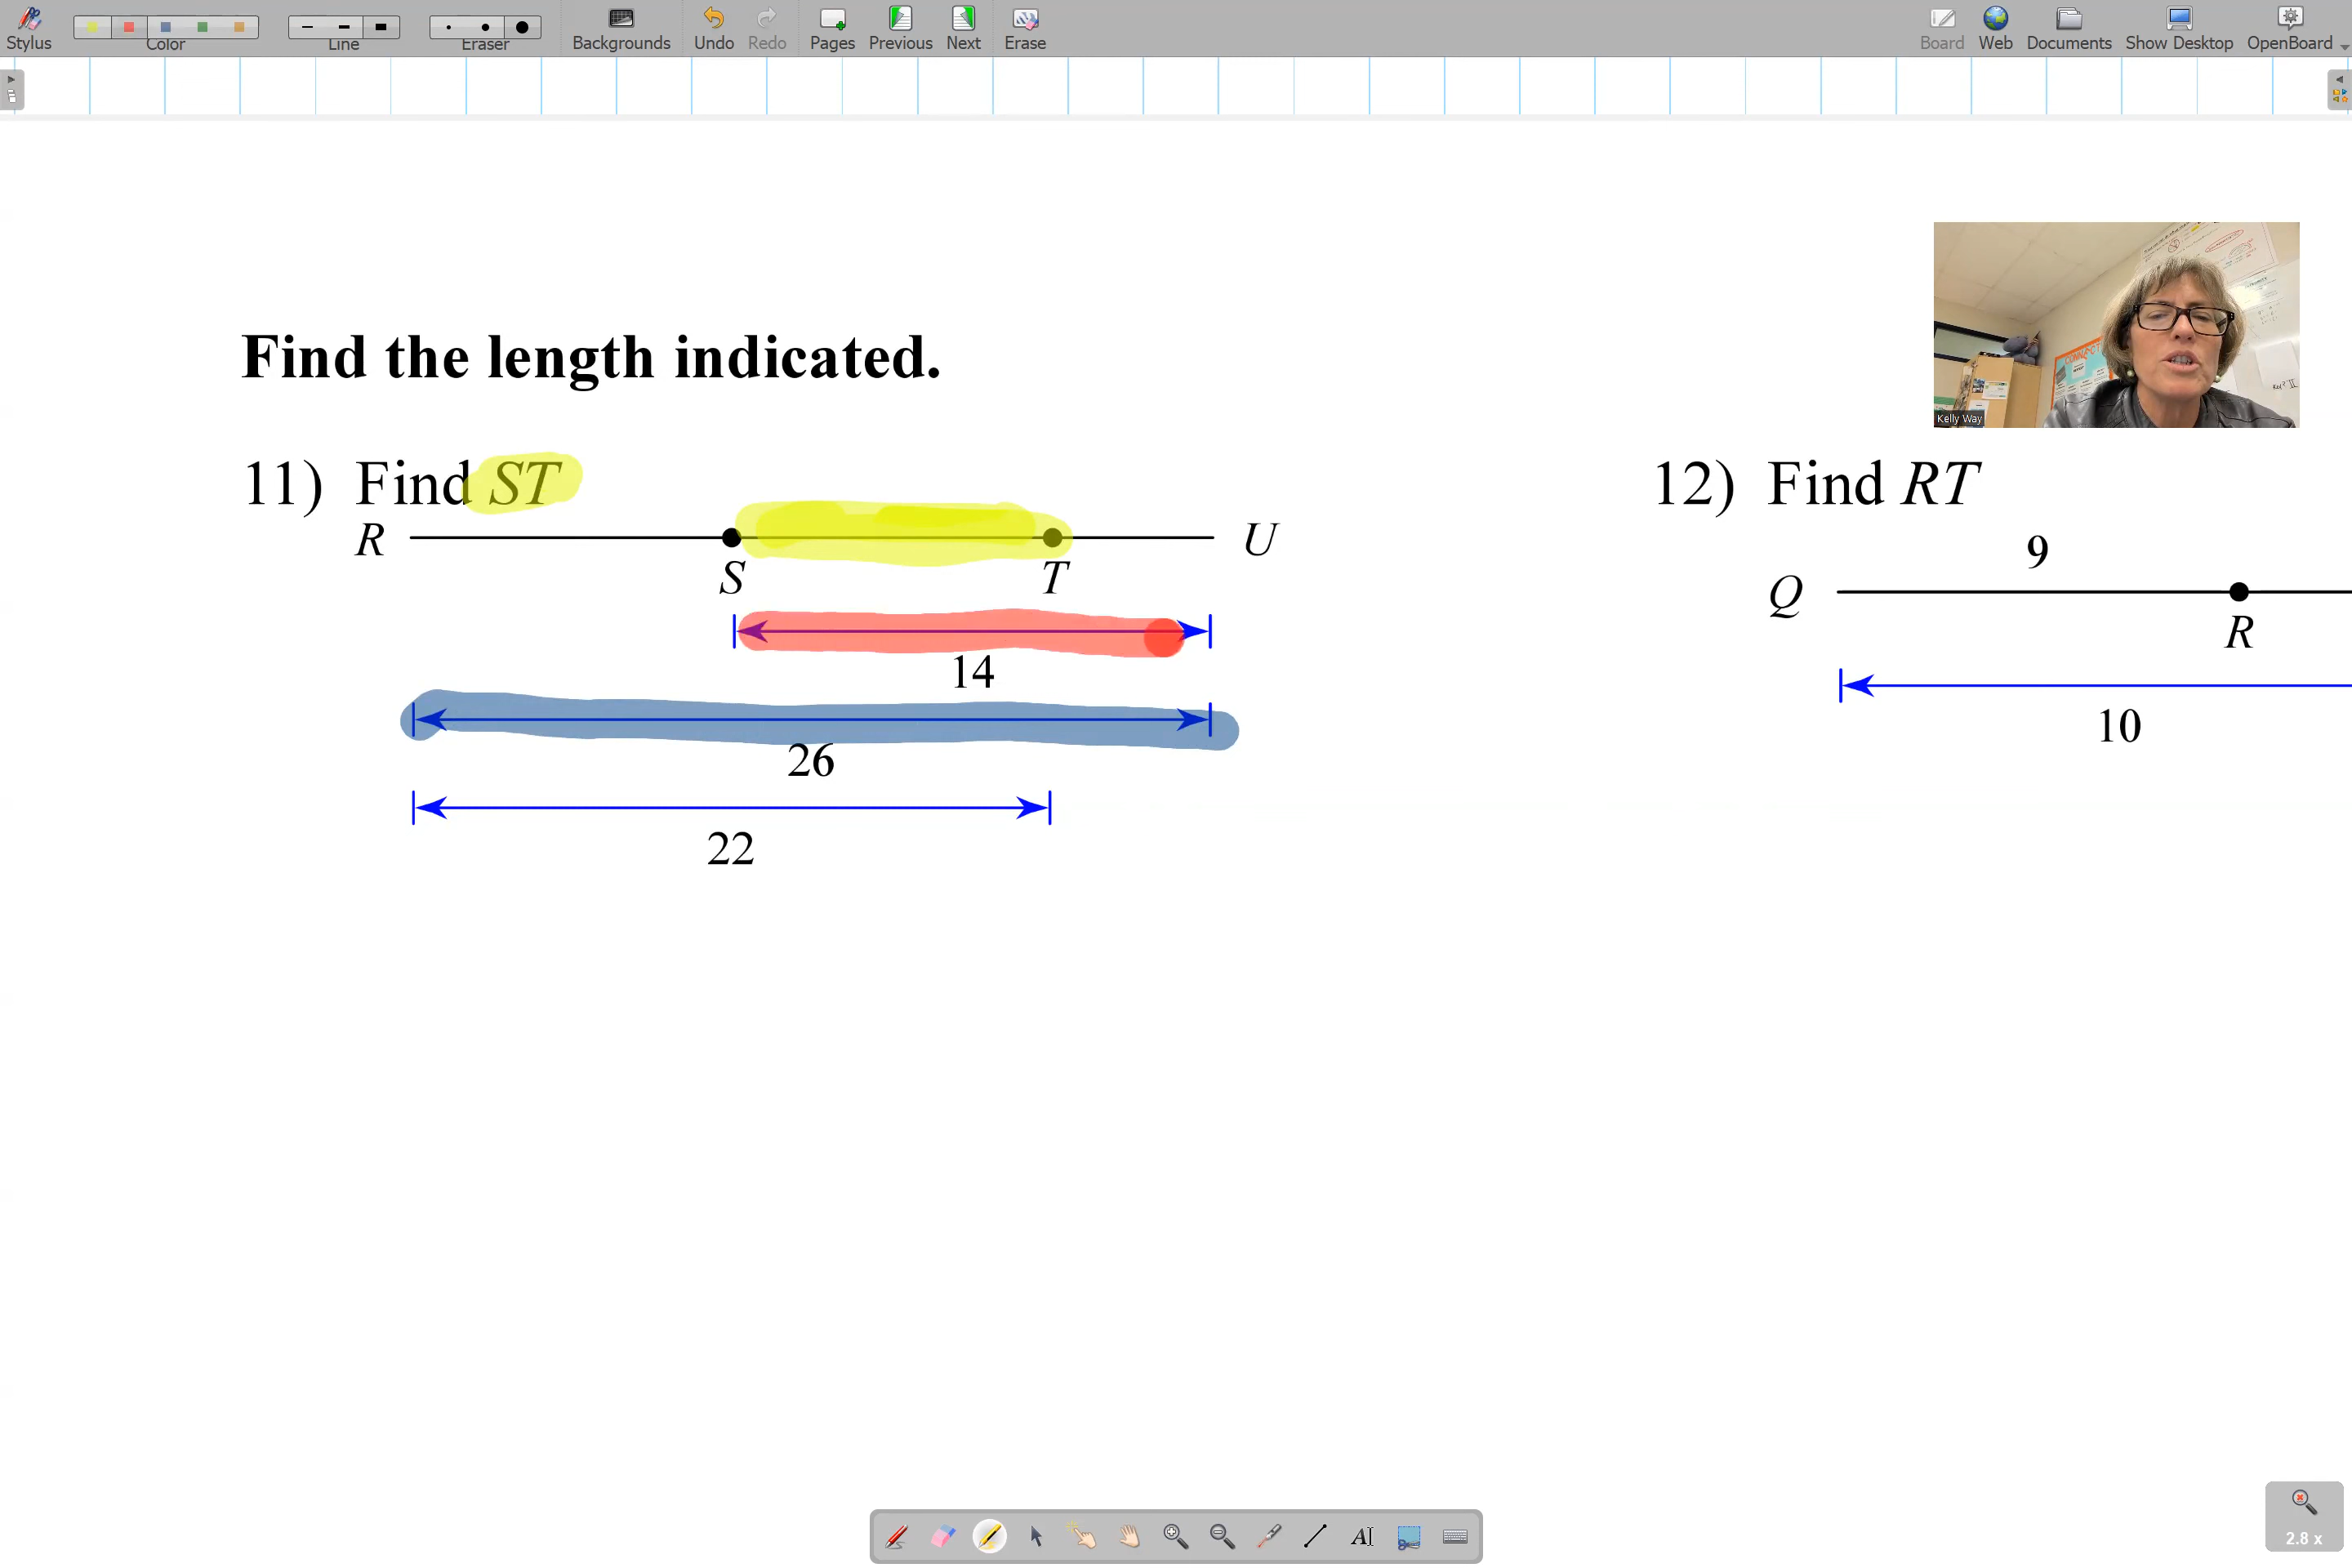 Stylus Color Line Eraser Backgrounds Undo Redo Pages Previous Next Erase Board Web Documents Show Desktop OpenBoard
Kelly Way
Find the length indicated.
11) Find ST
R S T U
14
26
22
12) Find RT
9
Q
R
10
2.8 x